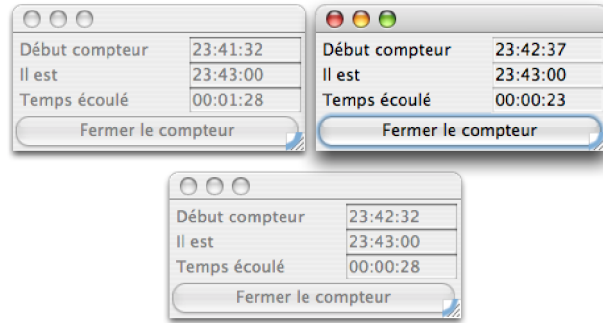 Début compteur 23:41:32
Il est 23:43:00
Temps écoulé 00:01:28
Fermer le compteur
Début compteur 23:42:37
Il est 23:43:00
Temps écoulé 00:00:23
Fermer le compteur
Début compteur 23:42:32
Il est 23:43:00
Temps écoulé 00:00:28
Fermer le compteur